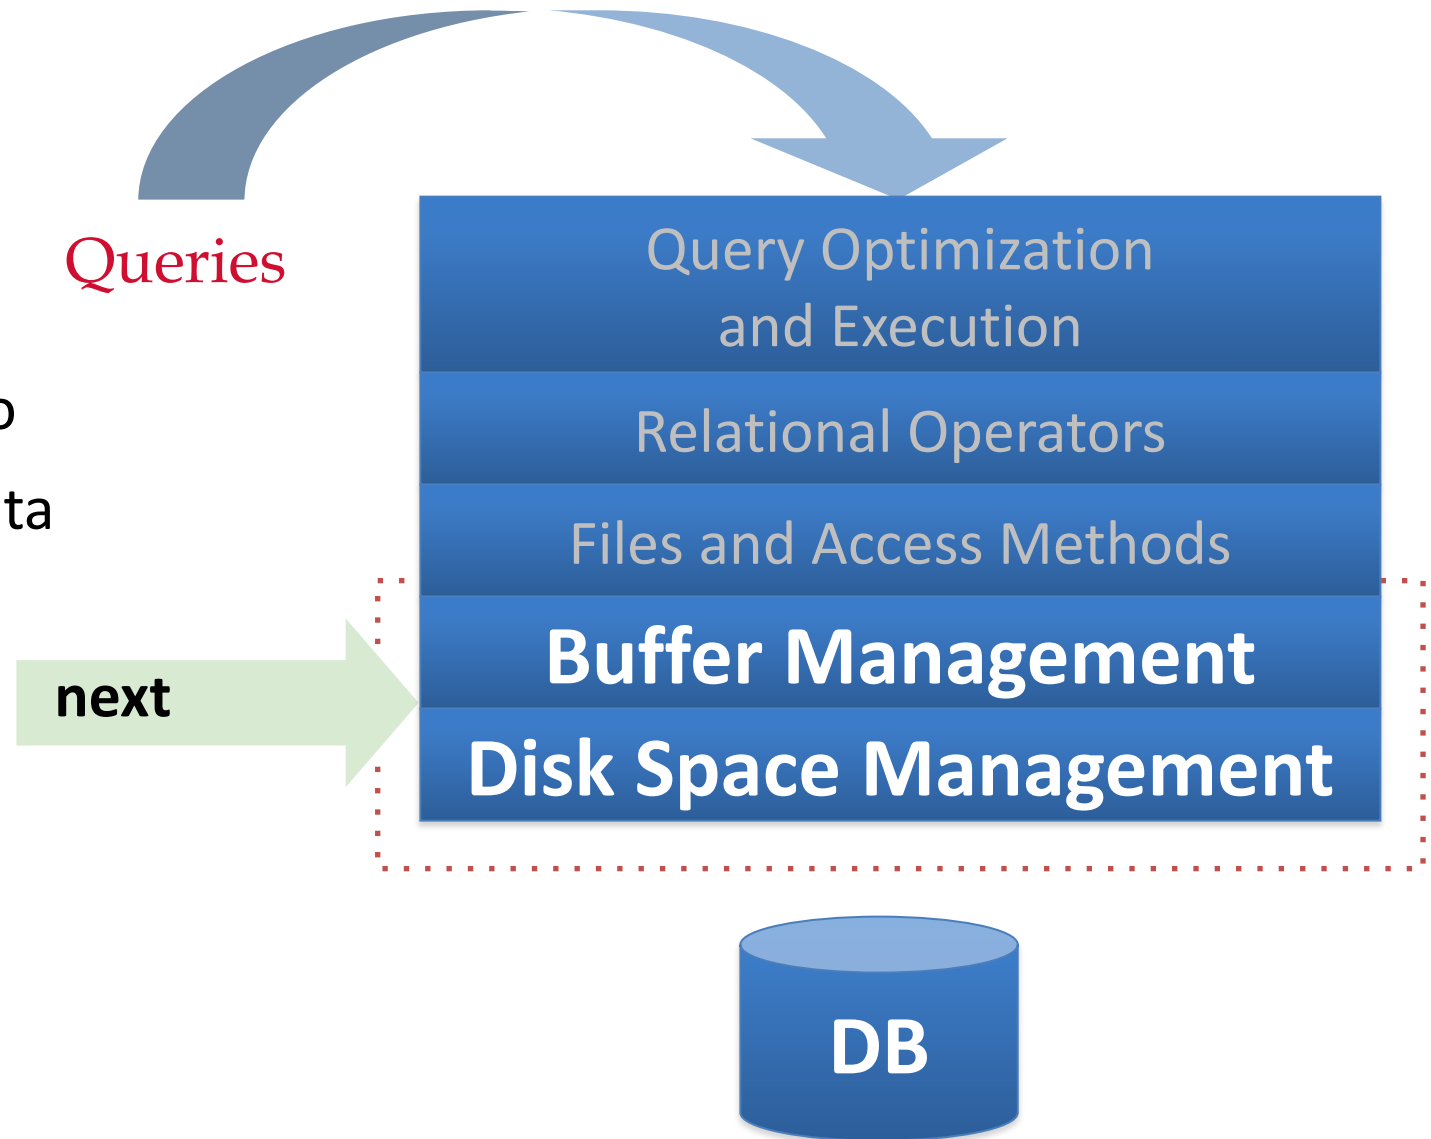 Queries
Query Optimization
and Execution
Relational Operators
Files and Access Methods
next
Buffer Management
Disk Space Management
DB